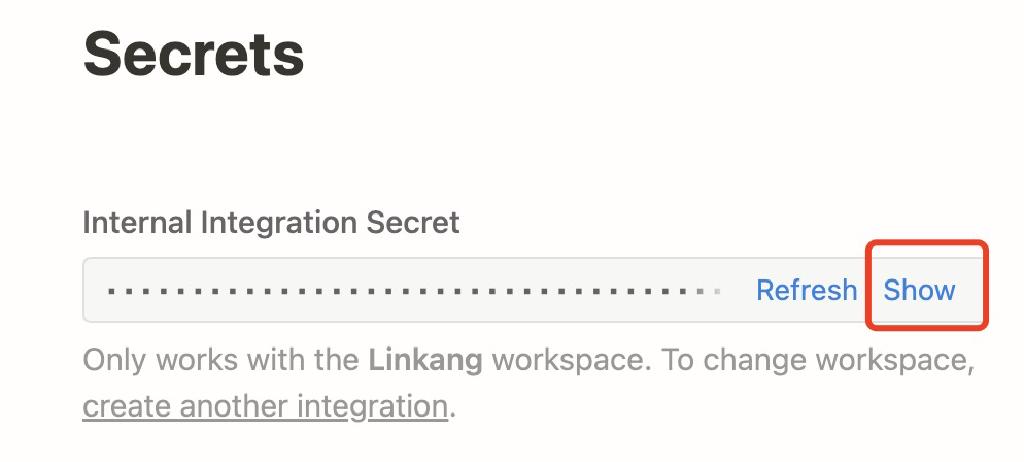 Secrets
Internal Integration Secret
Refresh Show
Only works with the Linkang workspace. To change workspace,
create another integration.